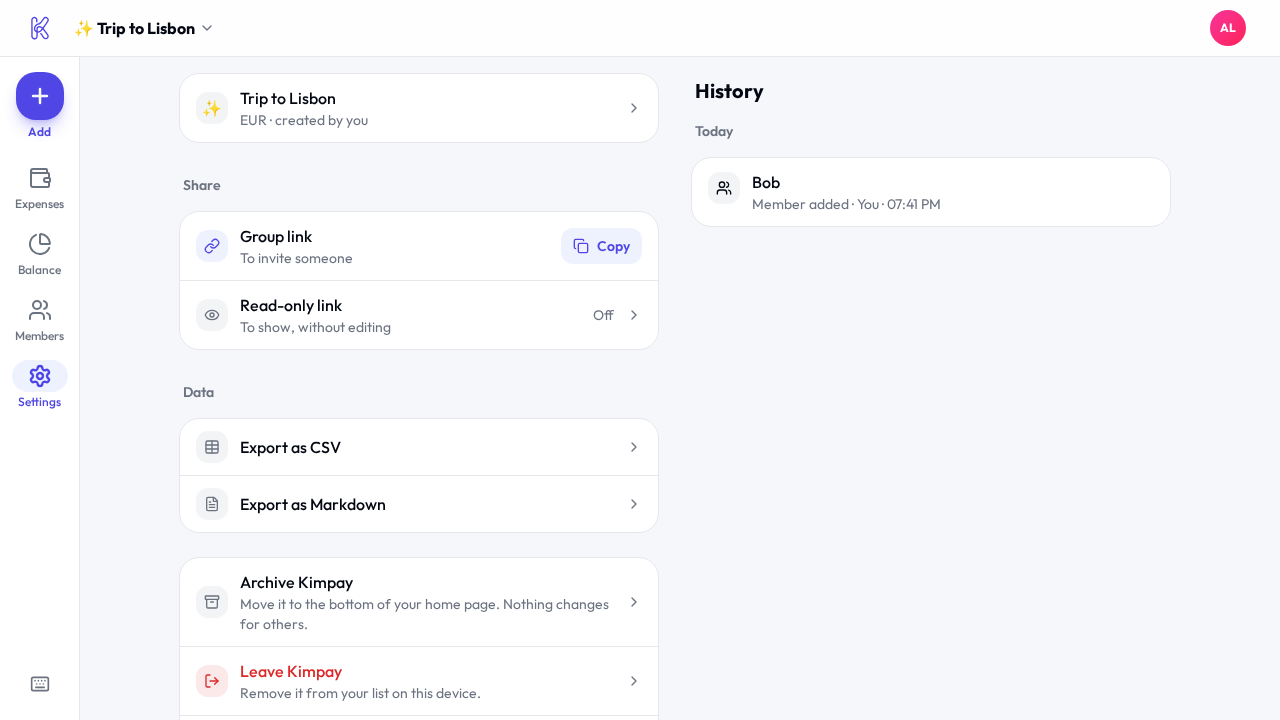 ✨ Trip to Lisbon
AL
Add
Expenses
Balance
Members
Settings
✨ Trip to Lisbon
EUR · created by you
Share
Group link
To invite someone
Copy
Read-only link
To show, without editing
Off
Data
Export as CSV
Export as Markdown
Archive Kimpay
Move it to the bottom of your home page. Nothing changes
for others.
Leave Kimpay
Remove it from your list on this device.
History
Today
Bob
Member added · You · 07:41 PM